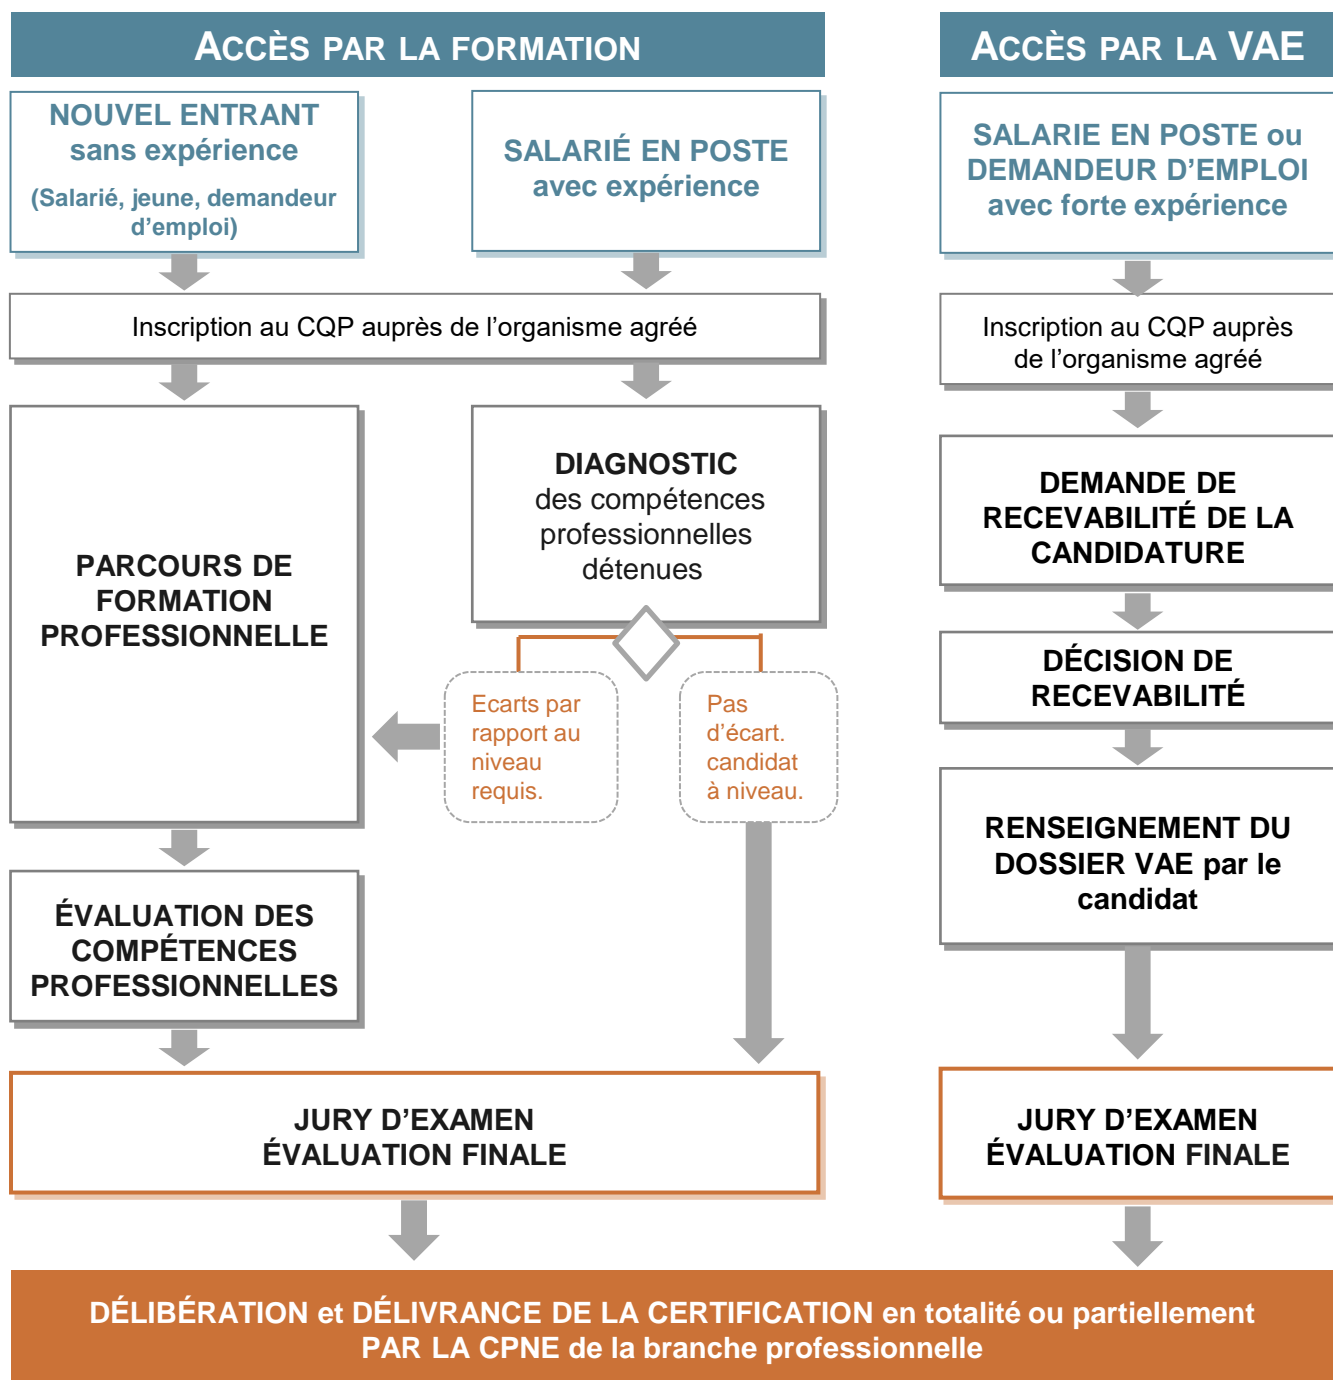 ACCÈS PAR LA FORMATION
NOUVEL ENTRANT
sans expérience
(Salarié, jeune, demandeur
d’emploi)
SALARIÉ EN POSTE
avec expérience
Inscription au CQP auprès de l’organisme agréé
PARCOURS DE
FORMATION
PROFESSIONNELLE
DIAGNOSTIC
des compétences
professionnelles
détenues
Ecarts par
rapport au
niveau
requis.
Pas
d’écart.
candidat
à niveau.
ÉVALUATION DES
COMPÉTENCES
PROFESSIONNELLES
JURY D’EXAMEN
ÉVALUATION FINALE
ACCÈS PAR LA VAE
SALARIE EN POSTE ou
DEMANDEUR D’EMPLOI
avec forte expérience
Inscription au CQP auprès
de l’organisme agréé
DEMANDE DE
RECEVABILITÉ DE LA
CANDIDATURE
DÉCISION DE
RECEVABILITÉ
RENSEIGNEMENT DU
DOSSIER VAE par le
candidat
JURY D’EXAMEN
ÉVALUATION FINALE
DÉLIBÉRATION et DÉLIVRANCE DE LA CERTIFICATION en totalité ou partiellement
PAR LA CPNE de la branche professionnelle